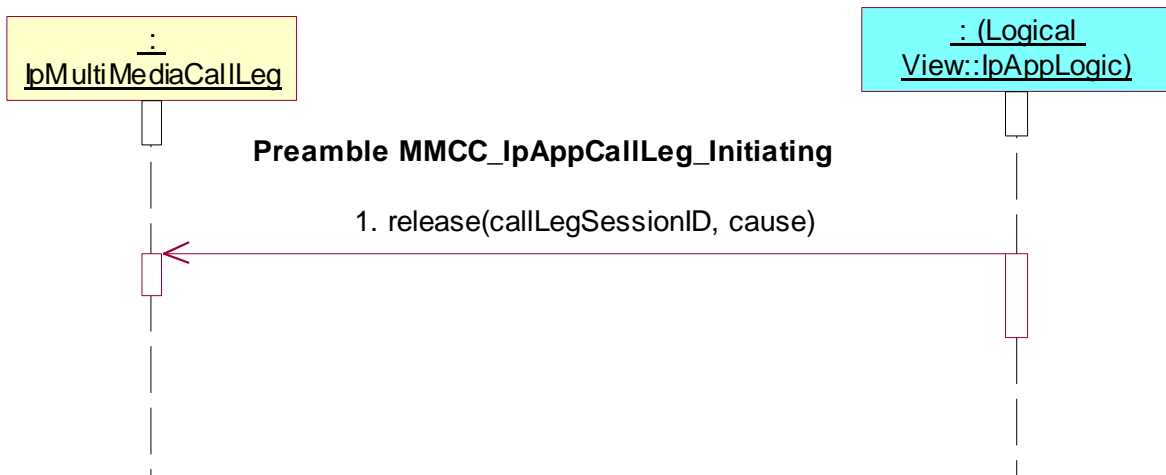 :
IpMultiMediaCallLeg
: (Logical
View::IpAppLogic)
Preamble MMCC_IpAppCallLeg_Initiating
1. release(callLegSessionID, cause)